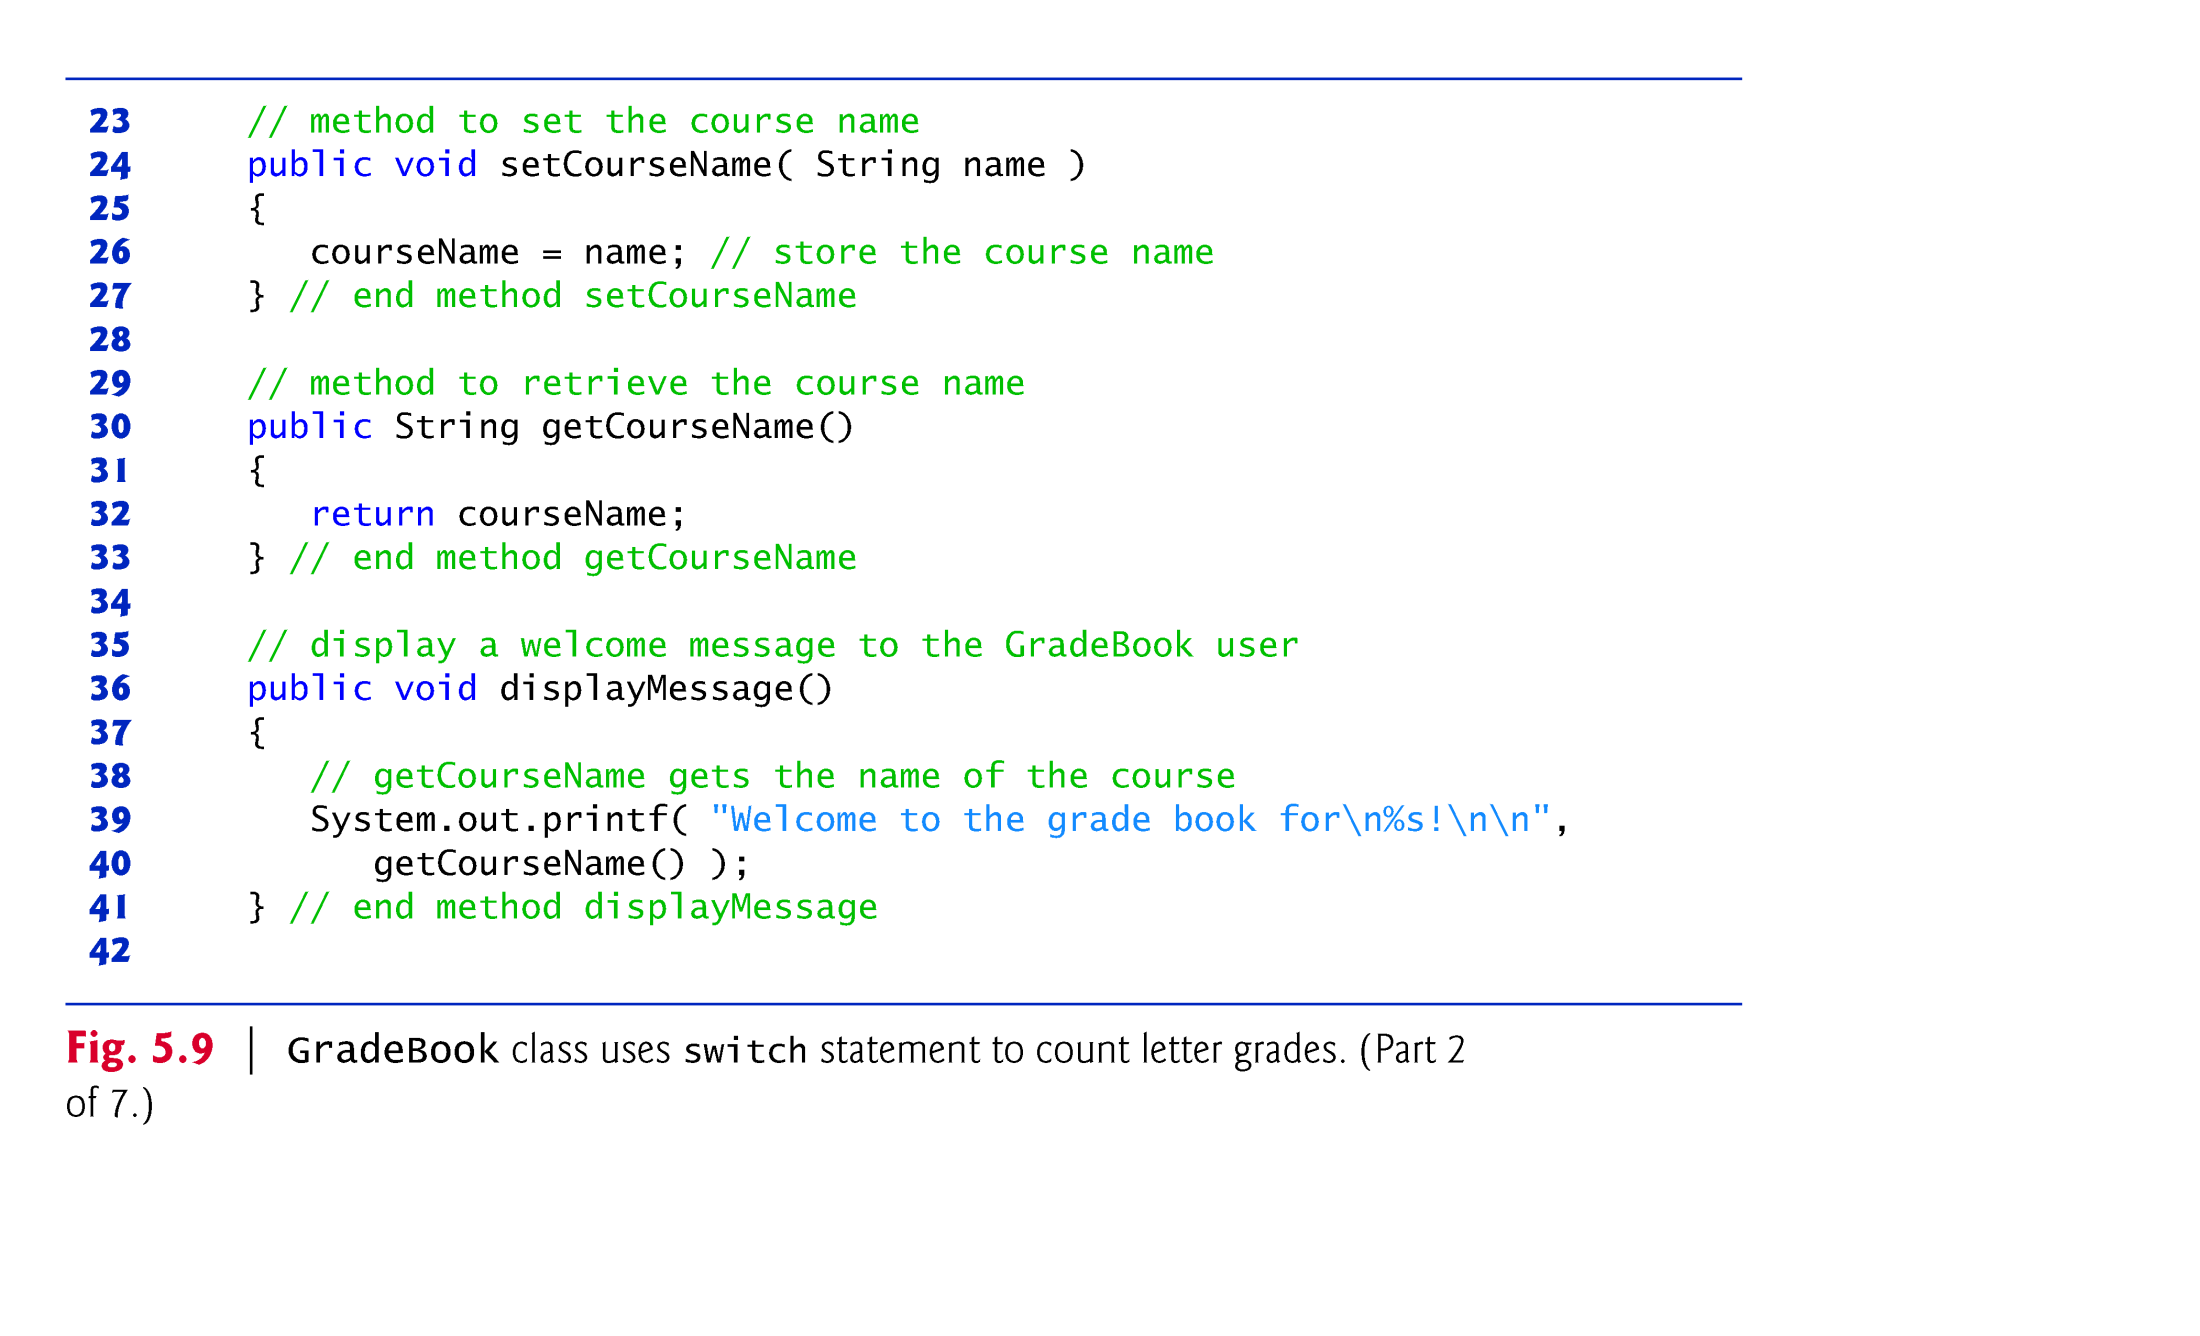 23 // method to set the course name
24 public void setCourseName( String name )
25 {
26 courseName = name; // store the course name
27 } // end method setCourseName
28
29 // method to retrieve the course name
30 public String getCourseName()
31 {
32 return courseName;
33 } // end method getCourseName
34
35 // display a welcome message to the GradeBook user
36 public void displayMessage()
37 {
38 // getCourseName gets the name of the course
39 System.out.printf( "Welcome to the grade book for\n%s!\n\n",
40 getCourseName() );
41 } // end method displayMessage
42
Fig. 5.9 | GradeBook class uses switch statement to count letter grades. (Part 2
of 7.)